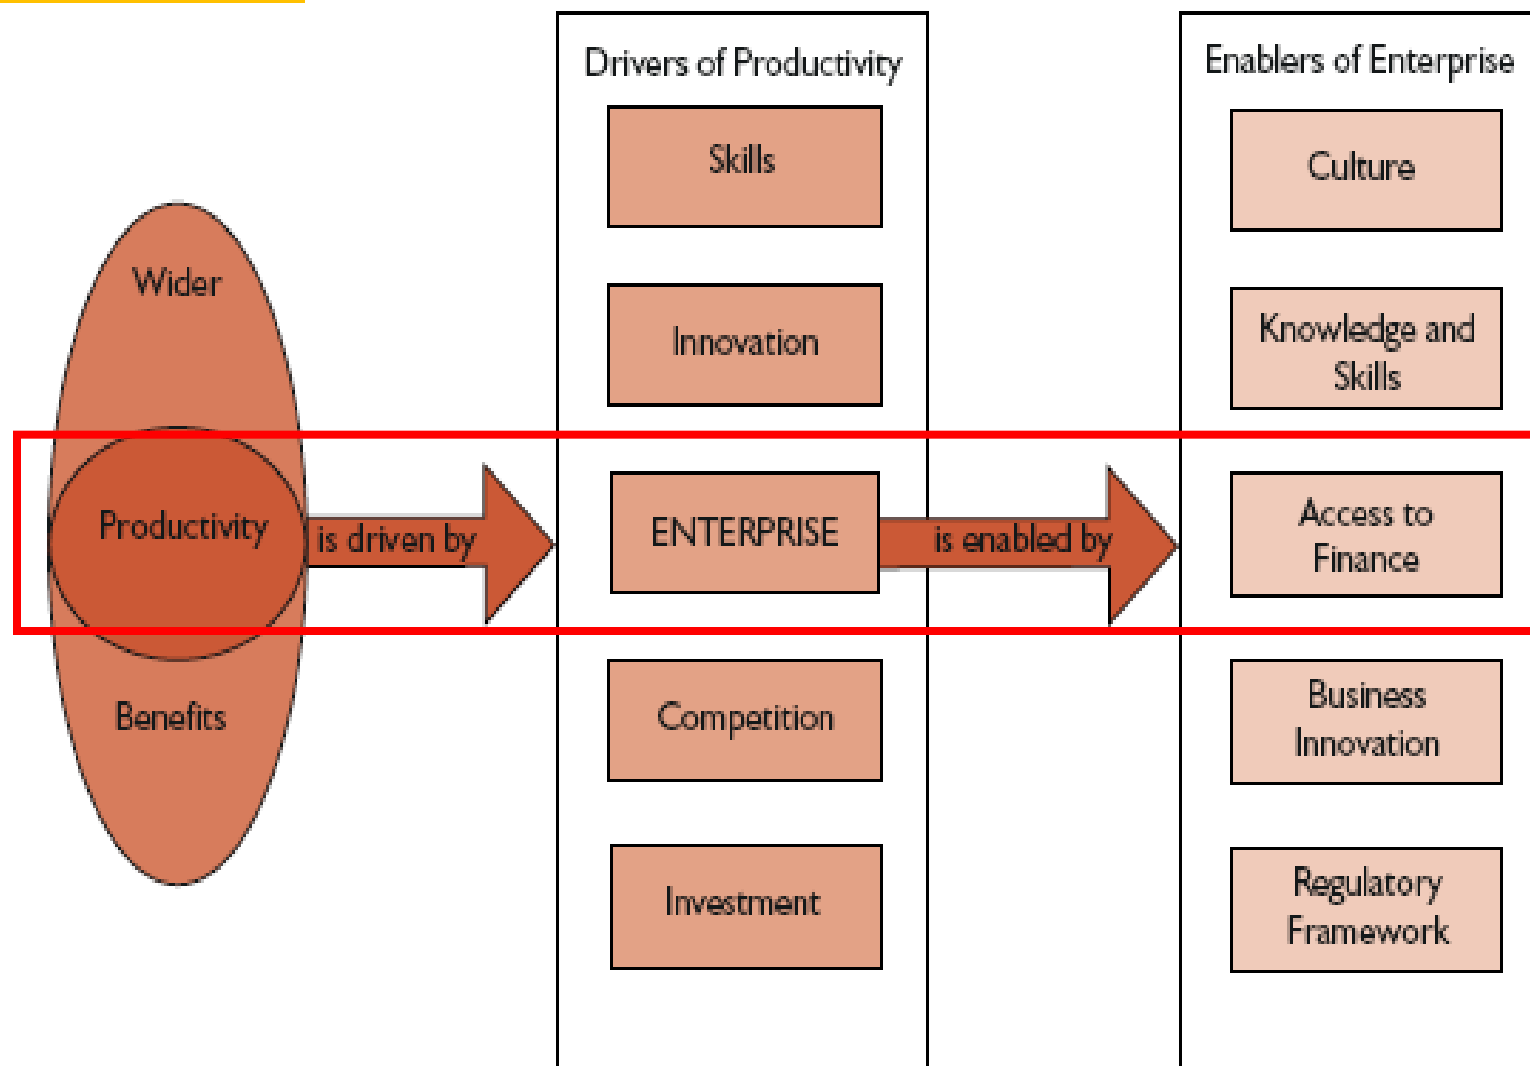 Wider
Productivity
Benefits
is driven by
Drivers of Productivity
Skills
Innovation
ENTERPRISE
Competition
Investment
is enabled by
Enablers of Enterprise
Culture
Knowledge and
Skills
Access to
Finance
Business
Innovation
Regulatory
Framework